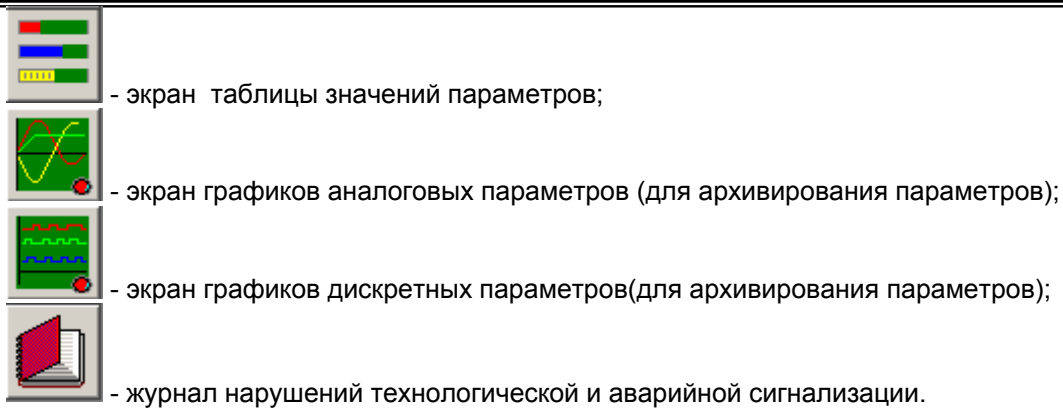 - экран таблицы значений параметров;
- экран графиков аналоговых параметров (для архивирования параметров);
- экран графиков дискретных параметров(для архивирования параметров);
- журнал нарушений технологической и аварийной сигнализации.